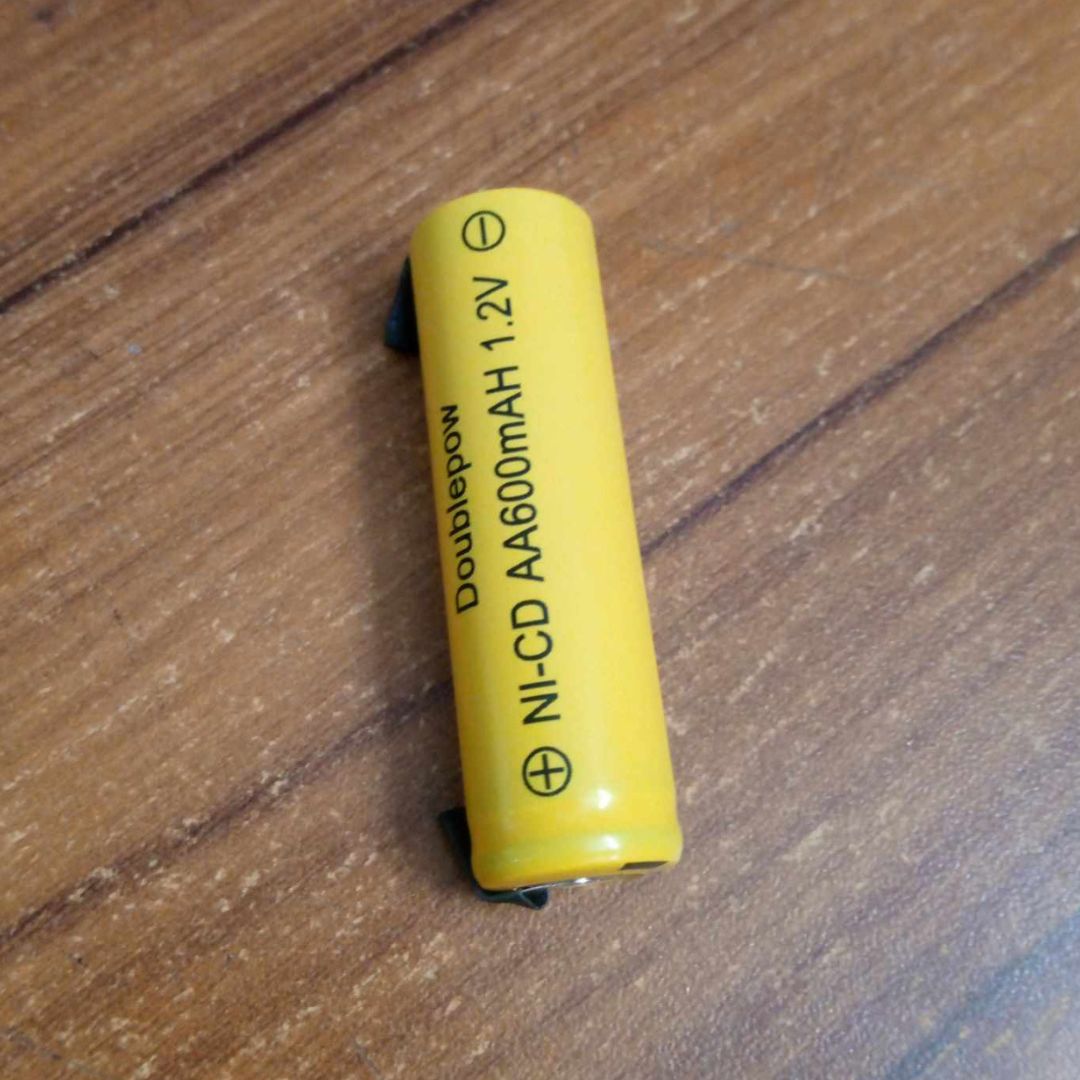 Doublepow
⊕ NI-CD AA600mAH 1.2V ⊖